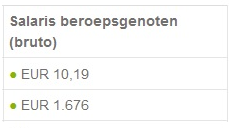 Salaris beroepsgenoten
(bruto)
EUR 10,19
EUR 1.676